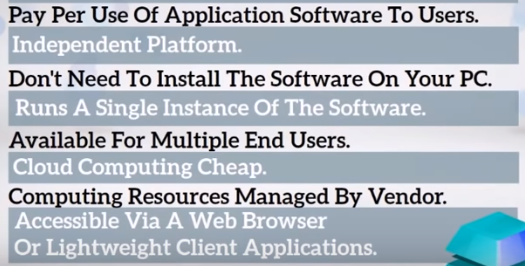 Pay Per Use Of Application Software To Users.
Independent Platform.
Don't Need To Install The Software On Your PC.
Runs A Single Instance Of The Software.
Available For Multiple End Users.
Cloud Computing Cheap.
Computing Resources Managed By Vendor.
Accessible Via A Web Browser
Or Lightweight Client Applications.